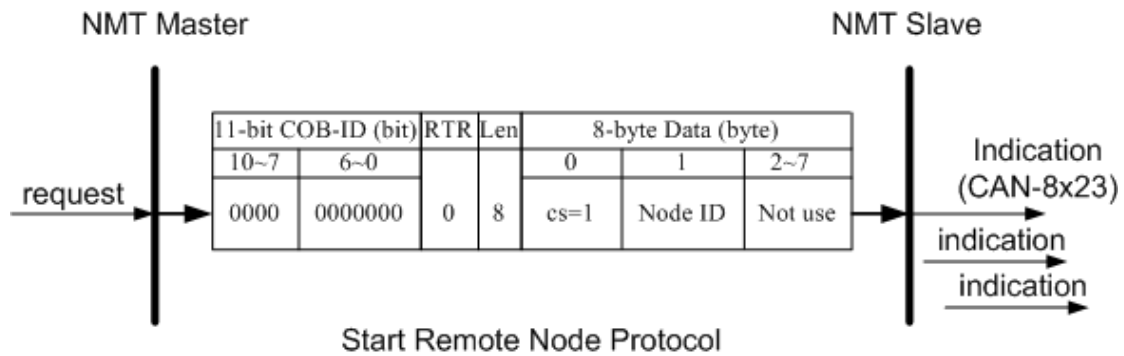 NMT Master
NMT Slave
11-bit COB-ID (bit) RTR Len 8-byte Data (byte)
10~7 6~0 0 1 2~7
request
0000 0000000 0 8 cs=1 Node ID Not use
Indication
(CAN-8x23)
indication
indication
Start Remote Node Protocol